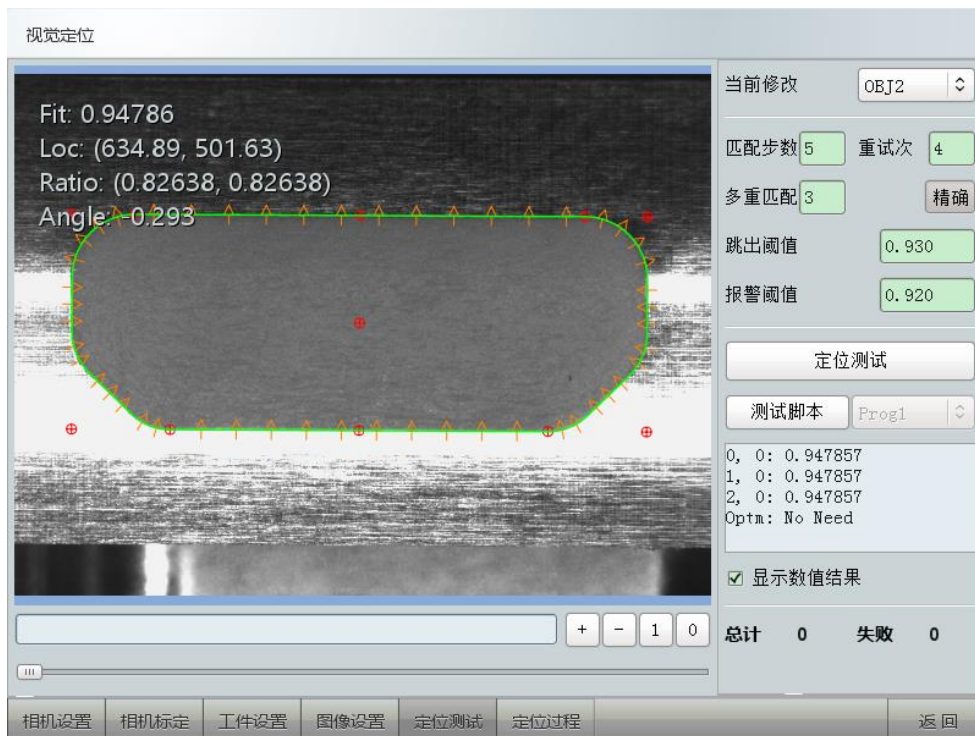 视觉定位
Fit: 0.94786
Loc: (634.89, 501.63)
Ratio: (0.82638, 0.82638)
Angle: -0.293
当前修改 OBJ2
匹配步数 5 重试次 4
多重匹配 3 精确
跳出阈值 0.930
报警阈值 0.920
定位测试
测试脚本 Prog1
0, 0: 0.947857
1, 0: 0.947857
2, 0: 0.947857
Optm: No Need
显示数值结果
+ - 1 0
总计 0 失败 0
相机设置 相机标定 工件设置 图像设置 定位测试 定位过程 返回